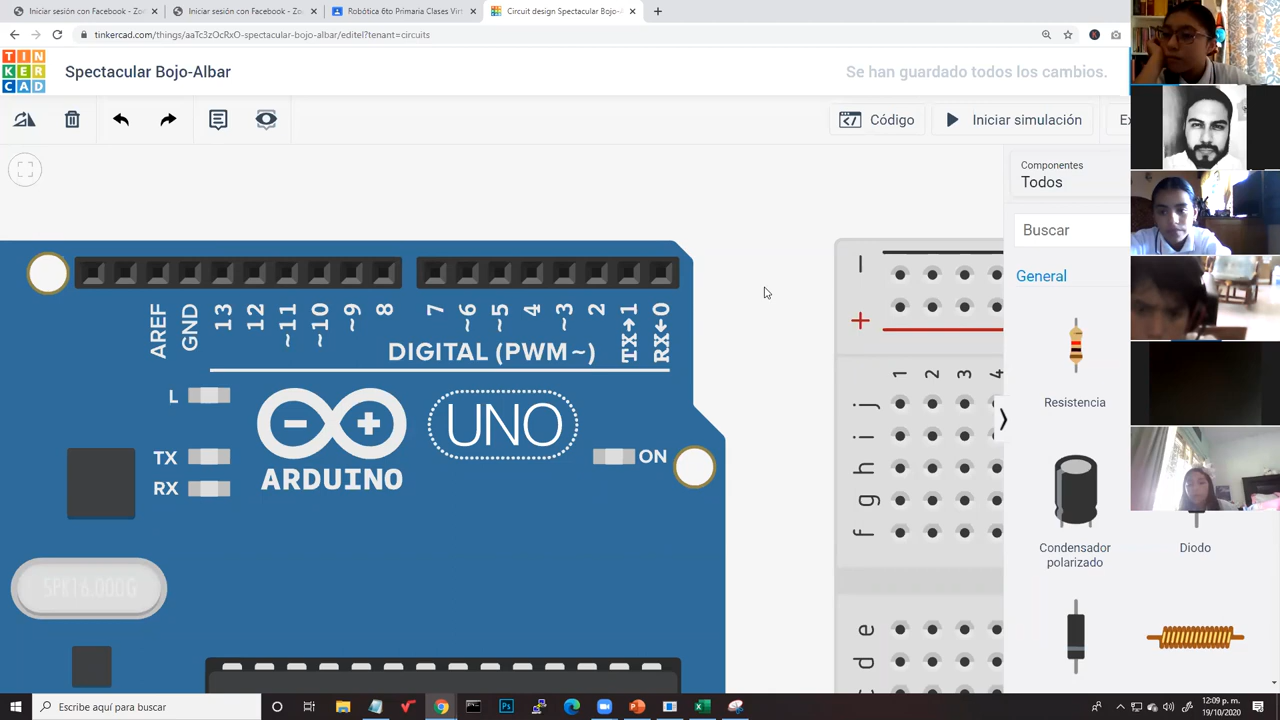 Iniciar sesión con Facebook - Zo
Iniciar sesión con Facebook - Zo
Robótica 6to Primaria Clases Virt
Circuit design Spectacular Bojo-
tinkercad.com/things/aaTc3zOcRxO-spectacular-bojo-albar/editel?tenant=circuits
TIN
KER
CAD
Spectacular Bojo-Albar
Se han guardado todos los cambios.
Código
Iniciar simulación
Ex
Componentes
Todos
Buscar
General
Resistencia
Condensador
polarizado
Diodo
AREF
GND
13
12
~11
~10
~9
8
7
~6
~5
4
~3
2
TX→1
RX←0
DIGITAL (PWM~)
L
TX
RX
UNO
ARDUINO
ON
SPK16.000G
1 2 3 4
j
i
h
g
f
e
d
c
Escribe aquí para buscar
12:09 p. m.
19/10/2020